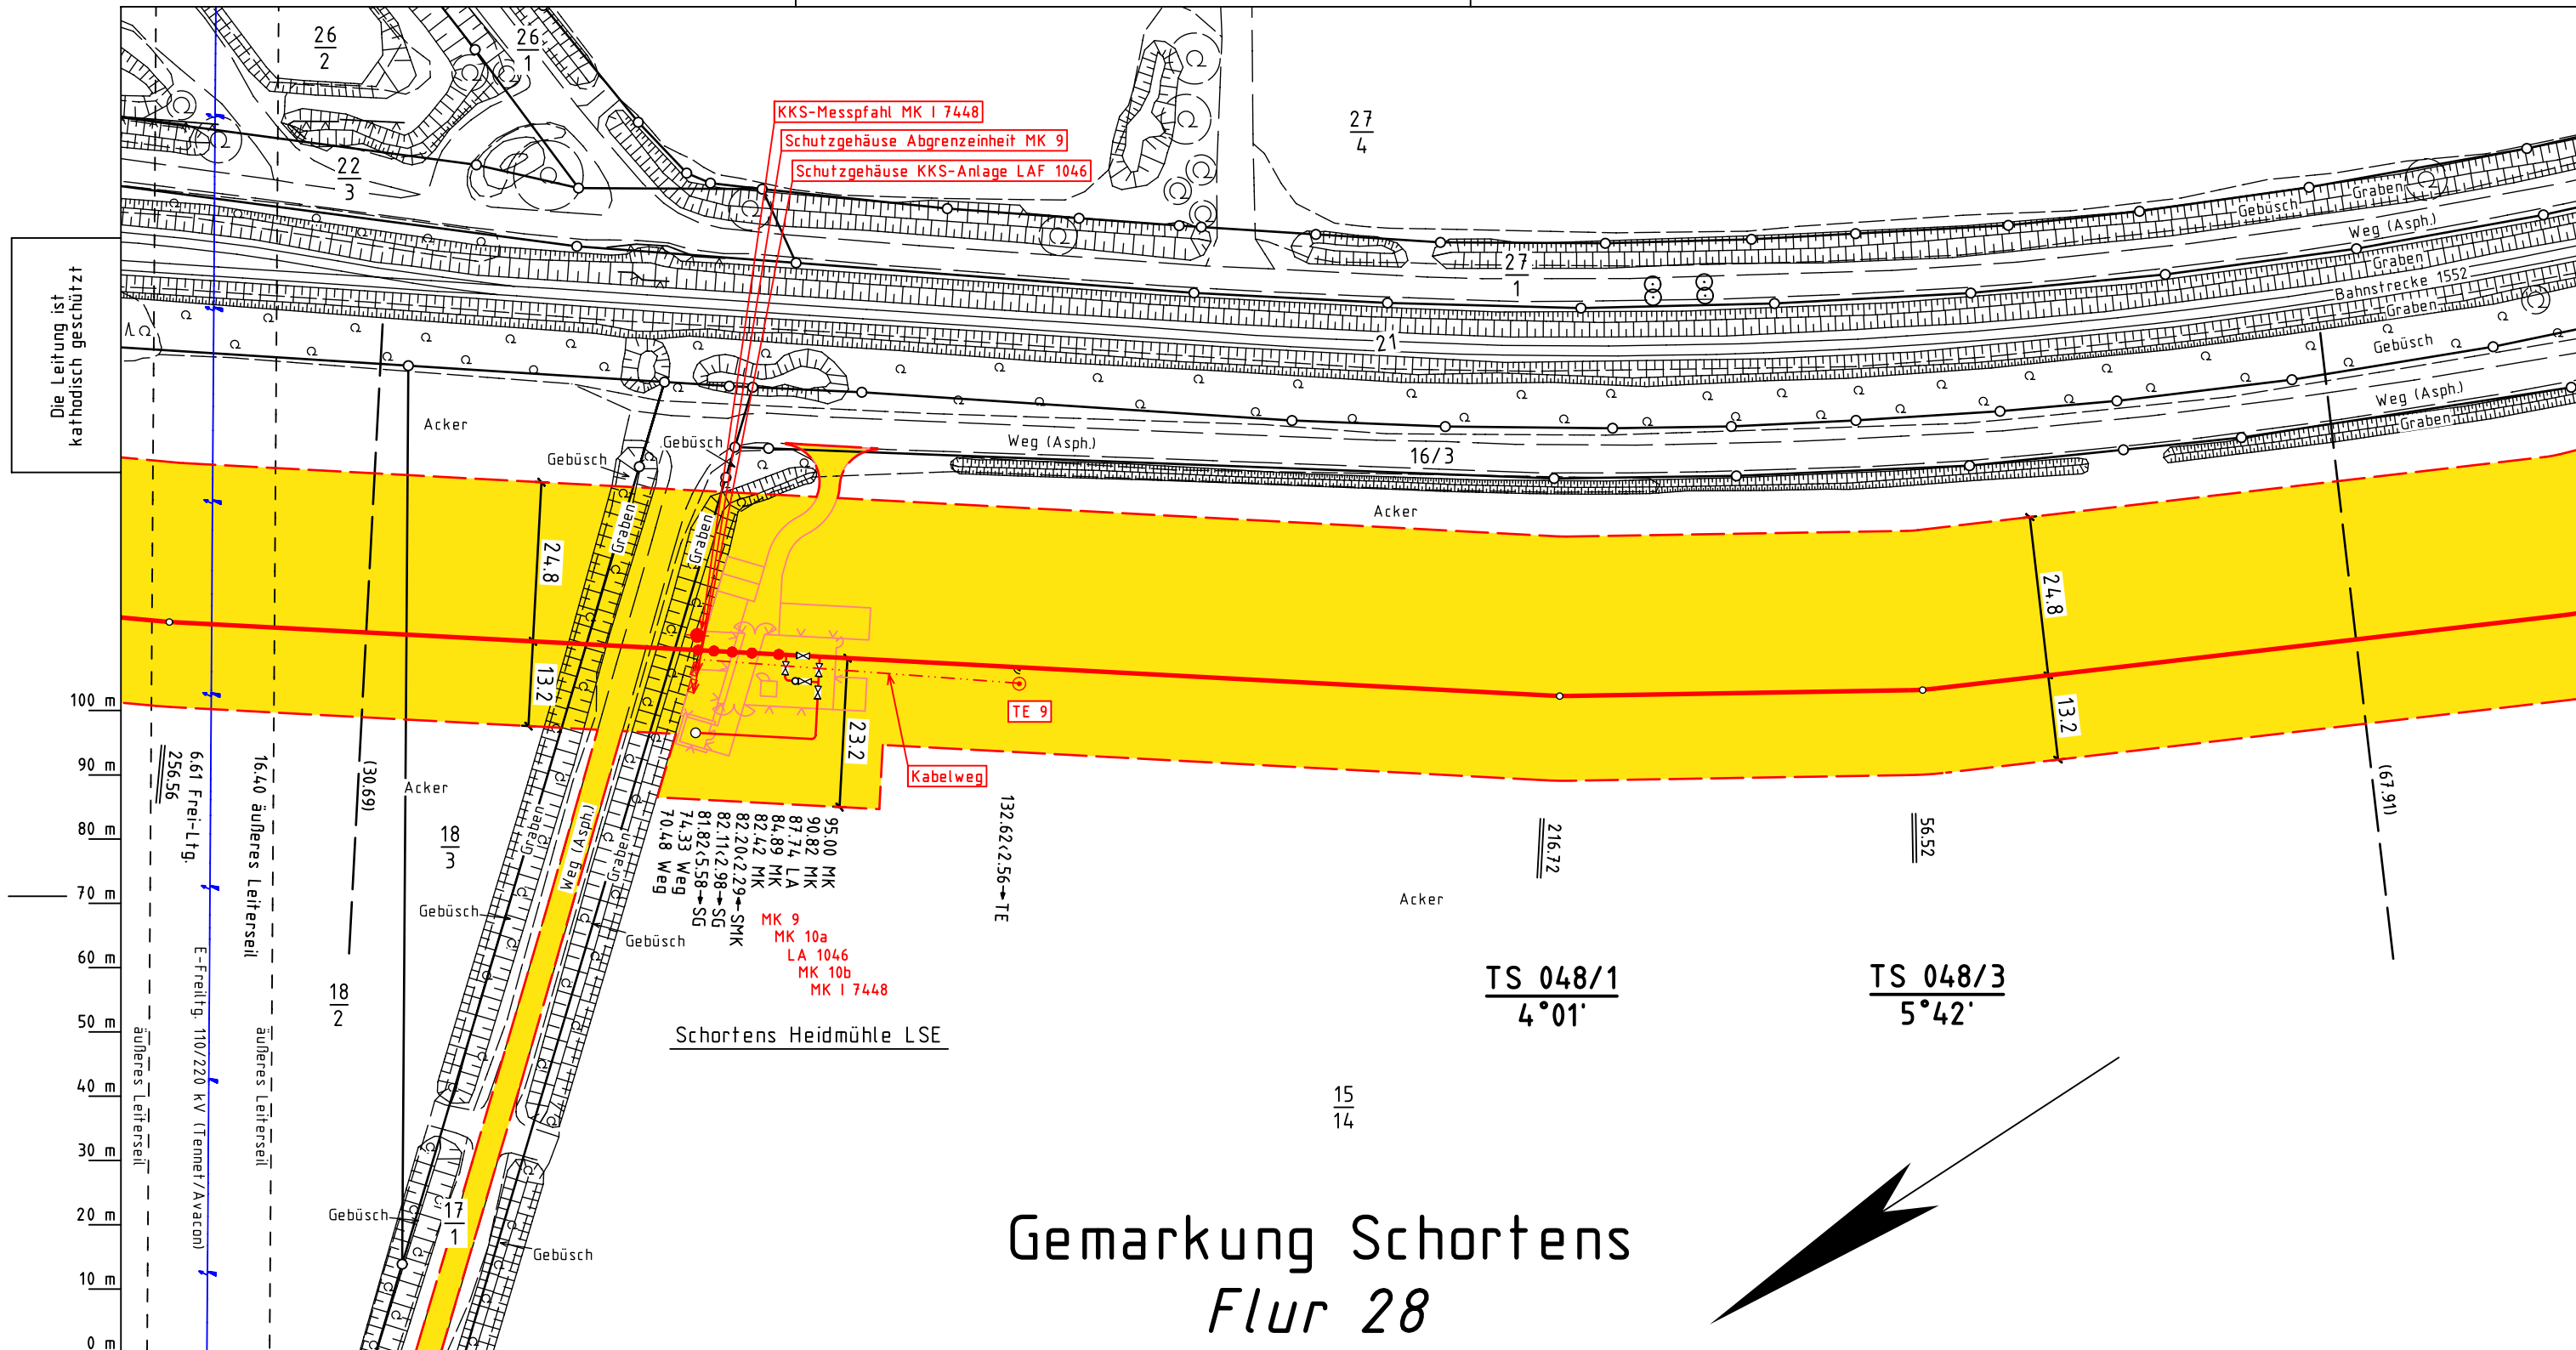 26
2
26
1
KKS-Messpfahl MK I 7448
Schutzgehäuse Abgrenzeinheit MK 9
Schutzgehäuse KKS-Anlage LAF 1046
27
4
22
3
Graben
Gebüsch
Weg (Asph.)
Graben
Bahnstrecke 1552
Graben
27
1
21
Gebüsch
Weg (Asph.)
Graben
Die Leitung ist
kathodisch geschützt
Acker
Gebüsch
Gebüsch
Weg (Asph.)
16/3
Acker
Graben
Graben
24.8
13.2
24.8
13.2
23.2
TE 9
Kabelweg
100 m
90 m
80 m
70 m
60 m
50 m
40 m
30 m
20 m
10 m
0 m
256.56
6.61 Frei-Ltg.
16.40 äußeres Leiterseil
(30.69)
Acker
18
3
18
2
Graben
Weg (Asph.)
Graben
Gebüsch
Gebüsch
70.48 Weg
74.33 Weg
81.82<5.58→SG
82.11<2.98→SG
82.20<2.29→SMK
82.42 MK
84.89 MK
87.74 LA
90.82 MK
95.00 MK
132.62<2.56→TE
216.72
56.52
(67.91)
MK 9
MK 10a
LA 1046
MK 10b
MK I 7448
Schortens Heidmühle LSE
Acker
TS 048/1
4°01'
TS 048/3
5°42'
äußeres Leiterseil
E-Freiltg. 110/220 kV (Tennet/Avacon)
äußeres Leiterseil
15
14
Gebüsch
17
1
Gebüsch
Gemarkung Schortens
Flur 28